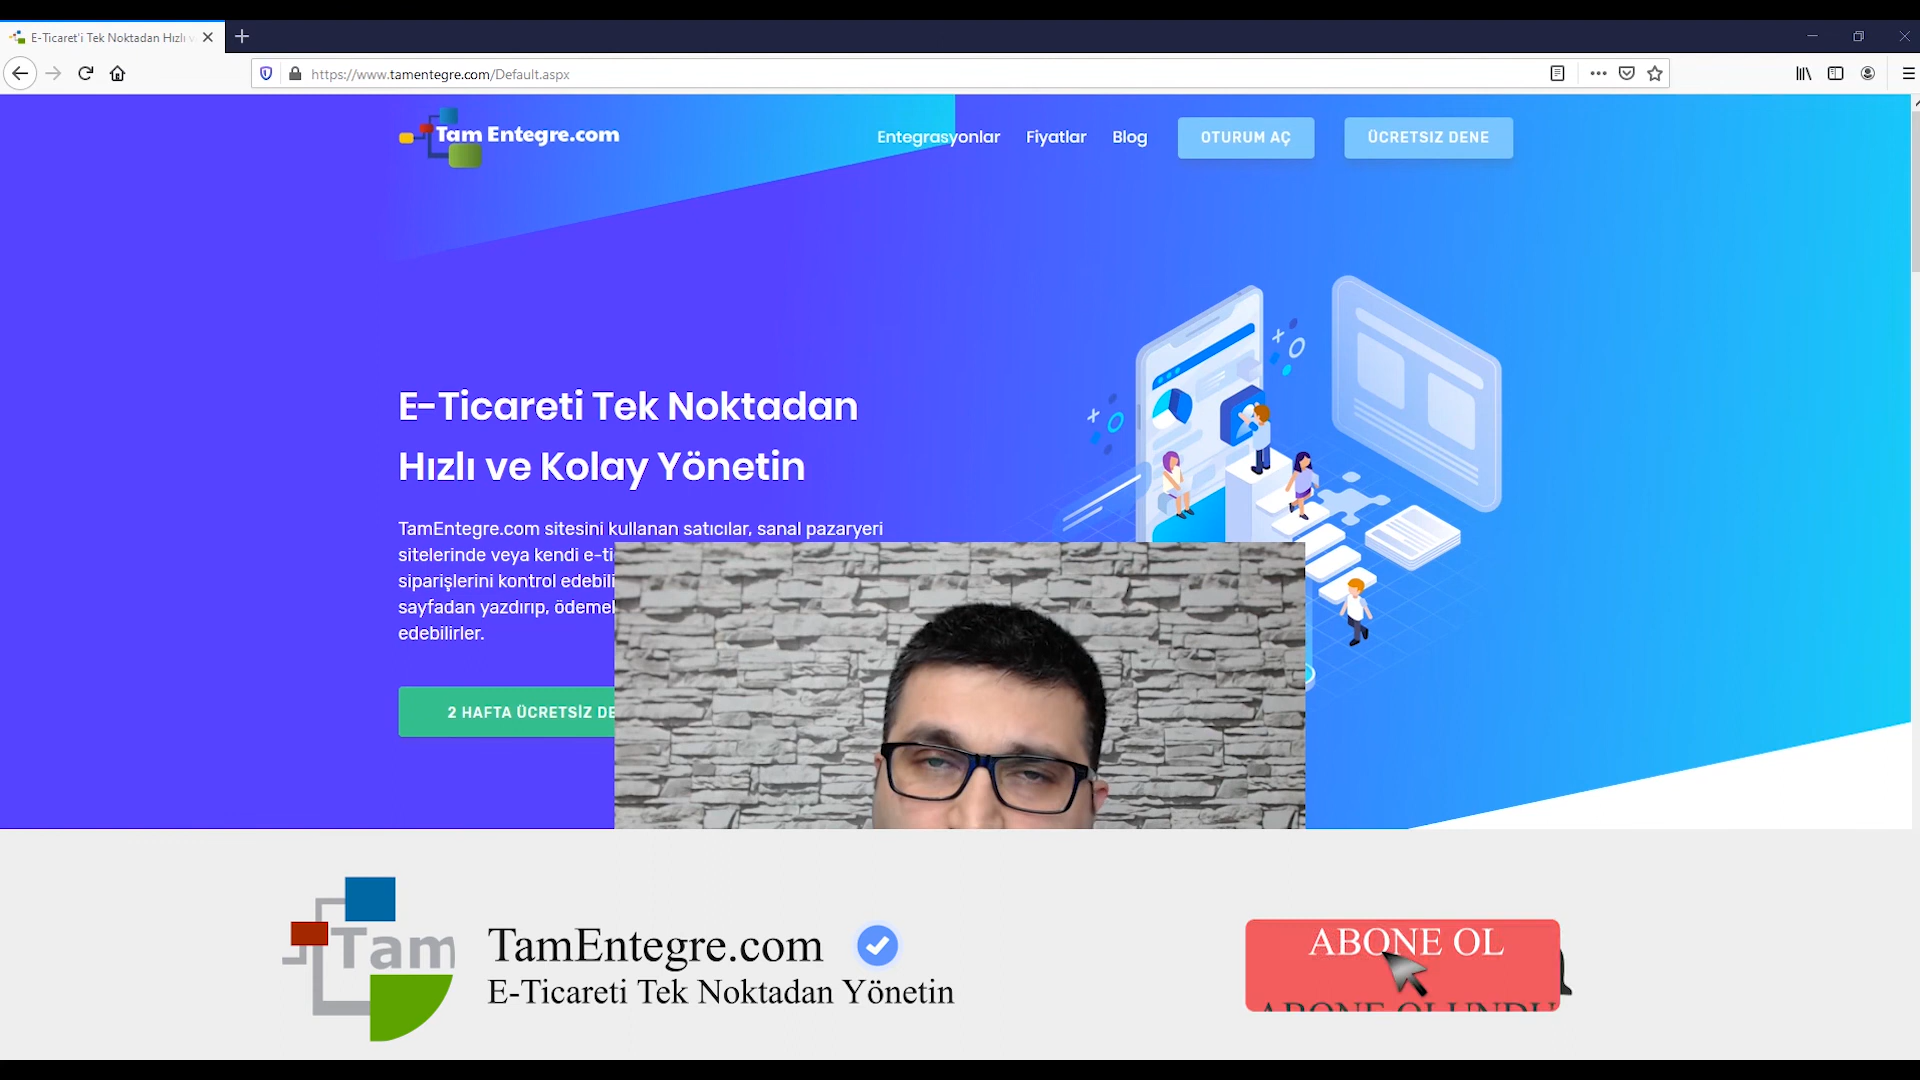 E-Ticaret'i Tek Noktadan Hızlı v
https://www.tamentegre.com/Default.aspx
Tam Entegre.com
Entegrasyonlar
Fiyatlar
Blog
OTURUM AÇ
ÜCRETSIZ DENE
E-Ticareti Tek Noktadan
Hızlı ve Kolay Yönetin
TamEntegre.com sitesini kullanan satıcılar, sanal pazaryeri
sitelerinde veya kendi e-ti
siparişlerini kontrol edebili
sayfadan yazdırıp, ödemel
edebilirler.
2 HAFTA ÜCRETSİZ DE
Tam
TamEntegre.com
E-Ticareti Tek Noktadan Yönetin
ABONE OL
ABONE OLUNDU